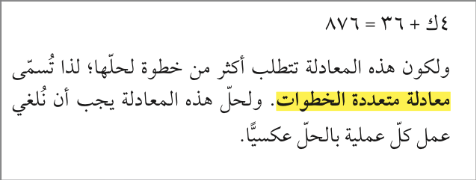 ٤ك + ٣٦ = ٨٧٦
ولكون هذه المعادلة تتطلب أكثر من خطوة لحلّها؛ لذا تُسمّى
معادلة متعددة الخطوات. ولحلّ هذه المعادلة يجب أن نُلغي
عمل كلّ عملية بالحلّ عكسيًّا.